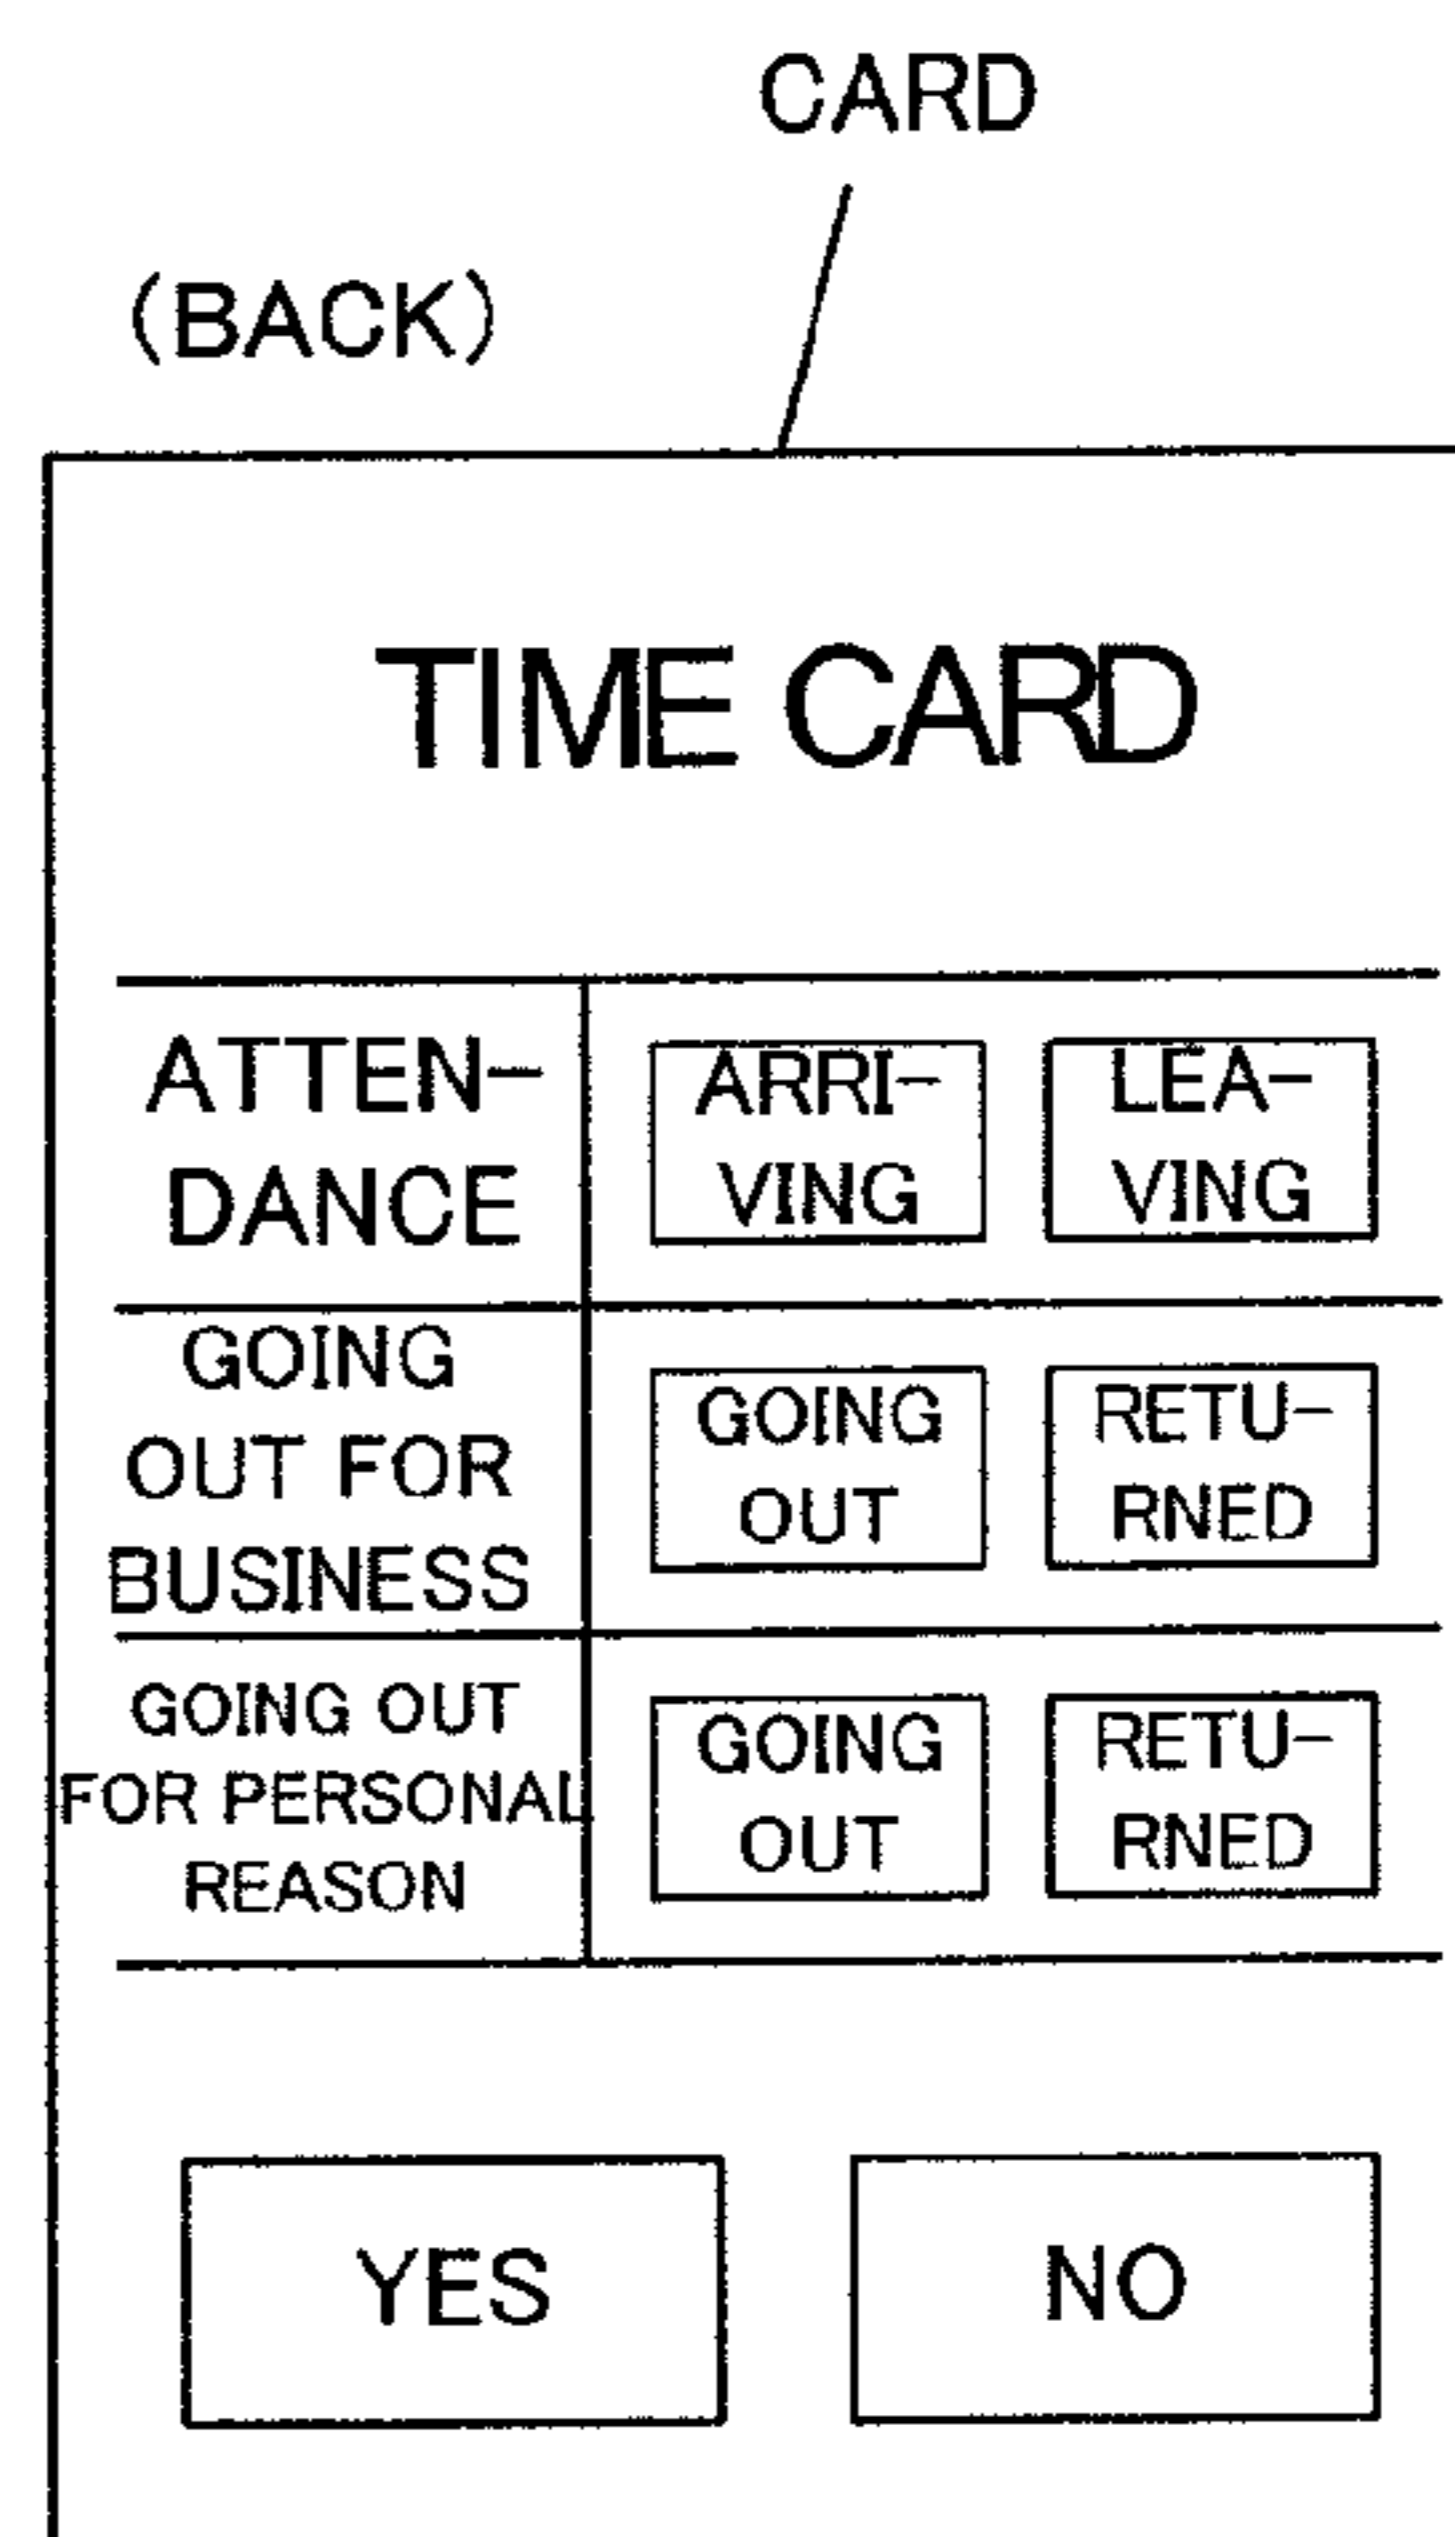 CARD
(BACK)
TIME CARD
ATTEN-
DANCE
ARRI-
VING
LEA-
VING
GOING
OUT FOR
BUSINESS
GOING
OUT
RETU-
RNED
GOING OUT
FOR PERSONAL
REASON
GOING
OUT
RETU-
RNED
YES
NO